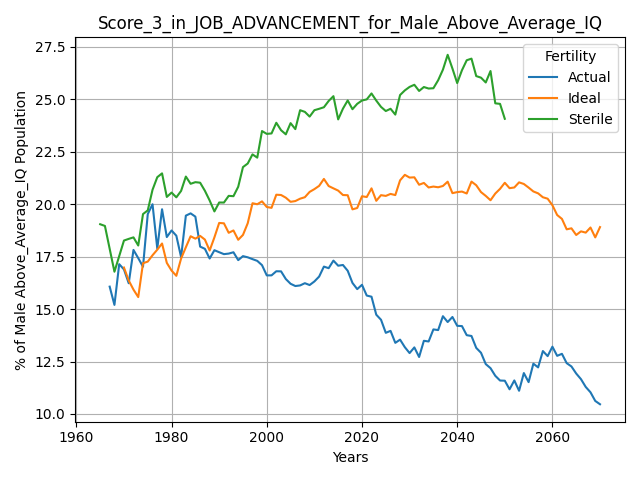 Score_3_in_JOB_ADVANCEMENT_for_Male_Above_Average_IQ
27.5
25.0
22.5
20.0
17.5
15.0
12.5
10.0
% of Male Above_Average_IQ Population
Fertility
Actual
Ideal
Sterile
1960
1980
2000
2020
2040
2060
Years